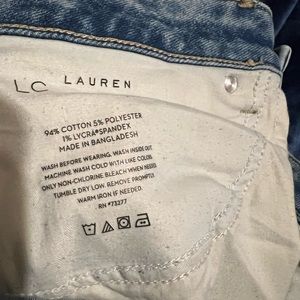 LC LAUREN
94% COTTON 5% POLYESTER
1% LYCRA® SPANDEX
MADE IN BANGLADESH
WASH BEFORE WEARING. WASH INSIDE OUT.
MACHINE WASH COLD WITH LIKE COLORS.
ONLY NON-CHLORINE BLEACH WHEN NEEDED.
TUMBLE DRY LOW. REMOVE PROMPTLY.
WARM IRON IF NEEDED.
RN #73277